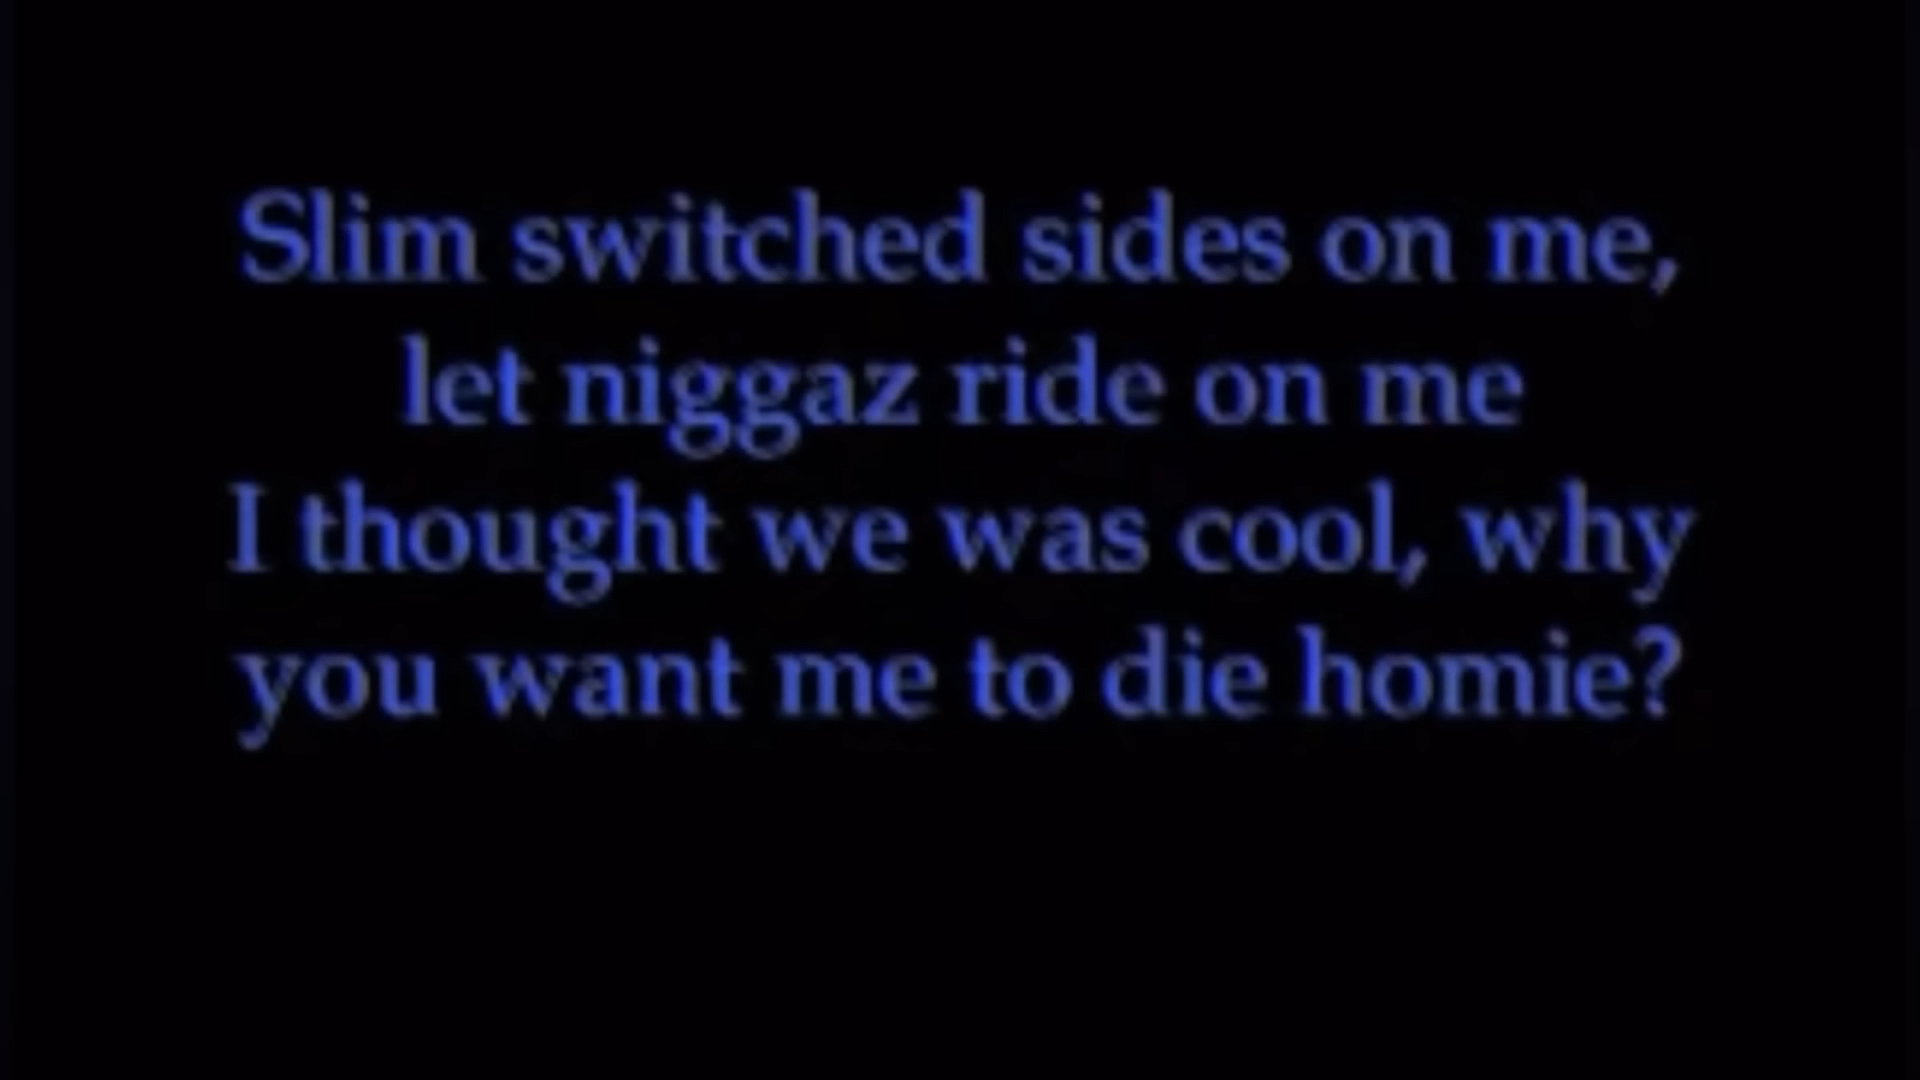 Slim switched sides on me,
let niggaz ride on me
I thought we was cool, why
you want me to die homie?